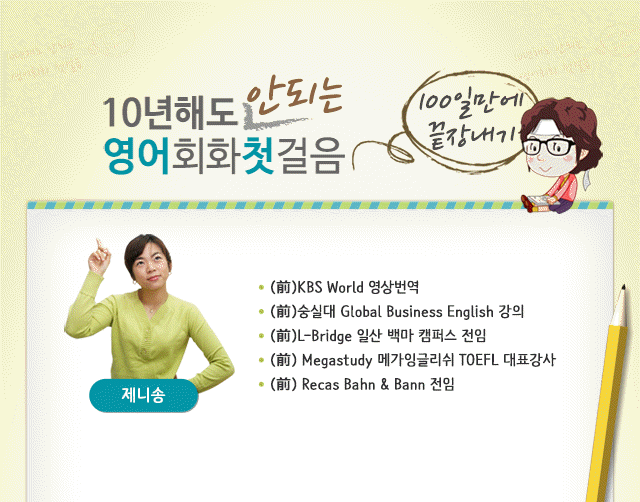 10년해도 안되는
영어회화첫걸음
100일만에
끝장내기
제니송
• (前)KBS World 영상번역
• (前)숭실대 Global Business English 강의
• (前)L-Bridge 일산 백마 캠퍼스 전임
• (前) Megastudy 메가잉글리쉬 TOEFL 대표강사
• (前) Recas Bahn & Bann 전임